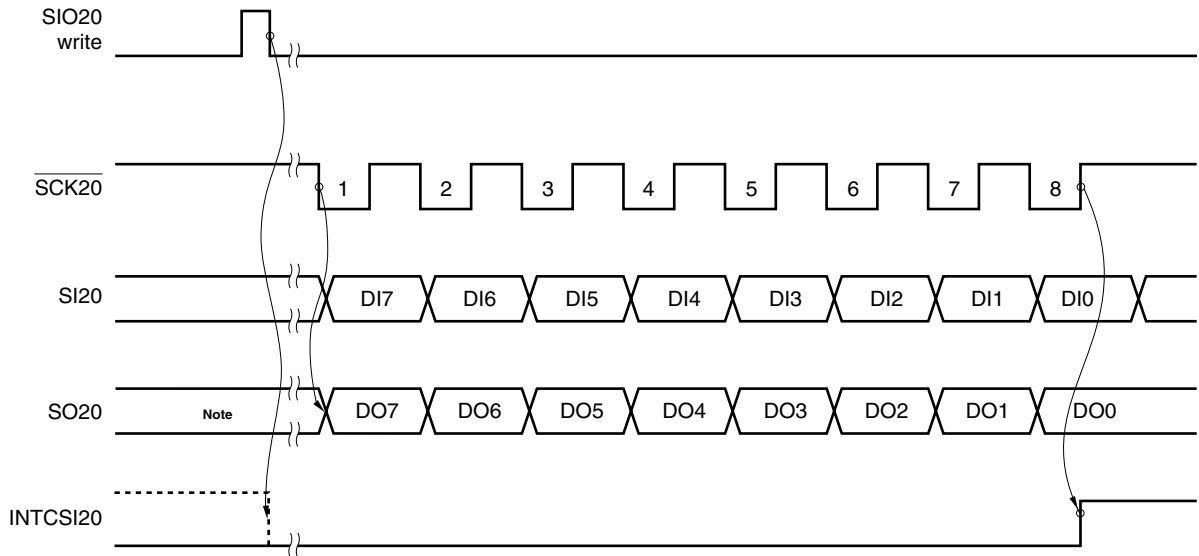 SIO20
write
SCK20
1 2 3 4 5 6 7 8
SI20
DI7 DI6 DI5 DI4 DI3 DI2 DI1 DI0
SO20
Note
DO7 DO6 DO5 DO4 DO3 DO2 DO1 DO0
INTCSI20